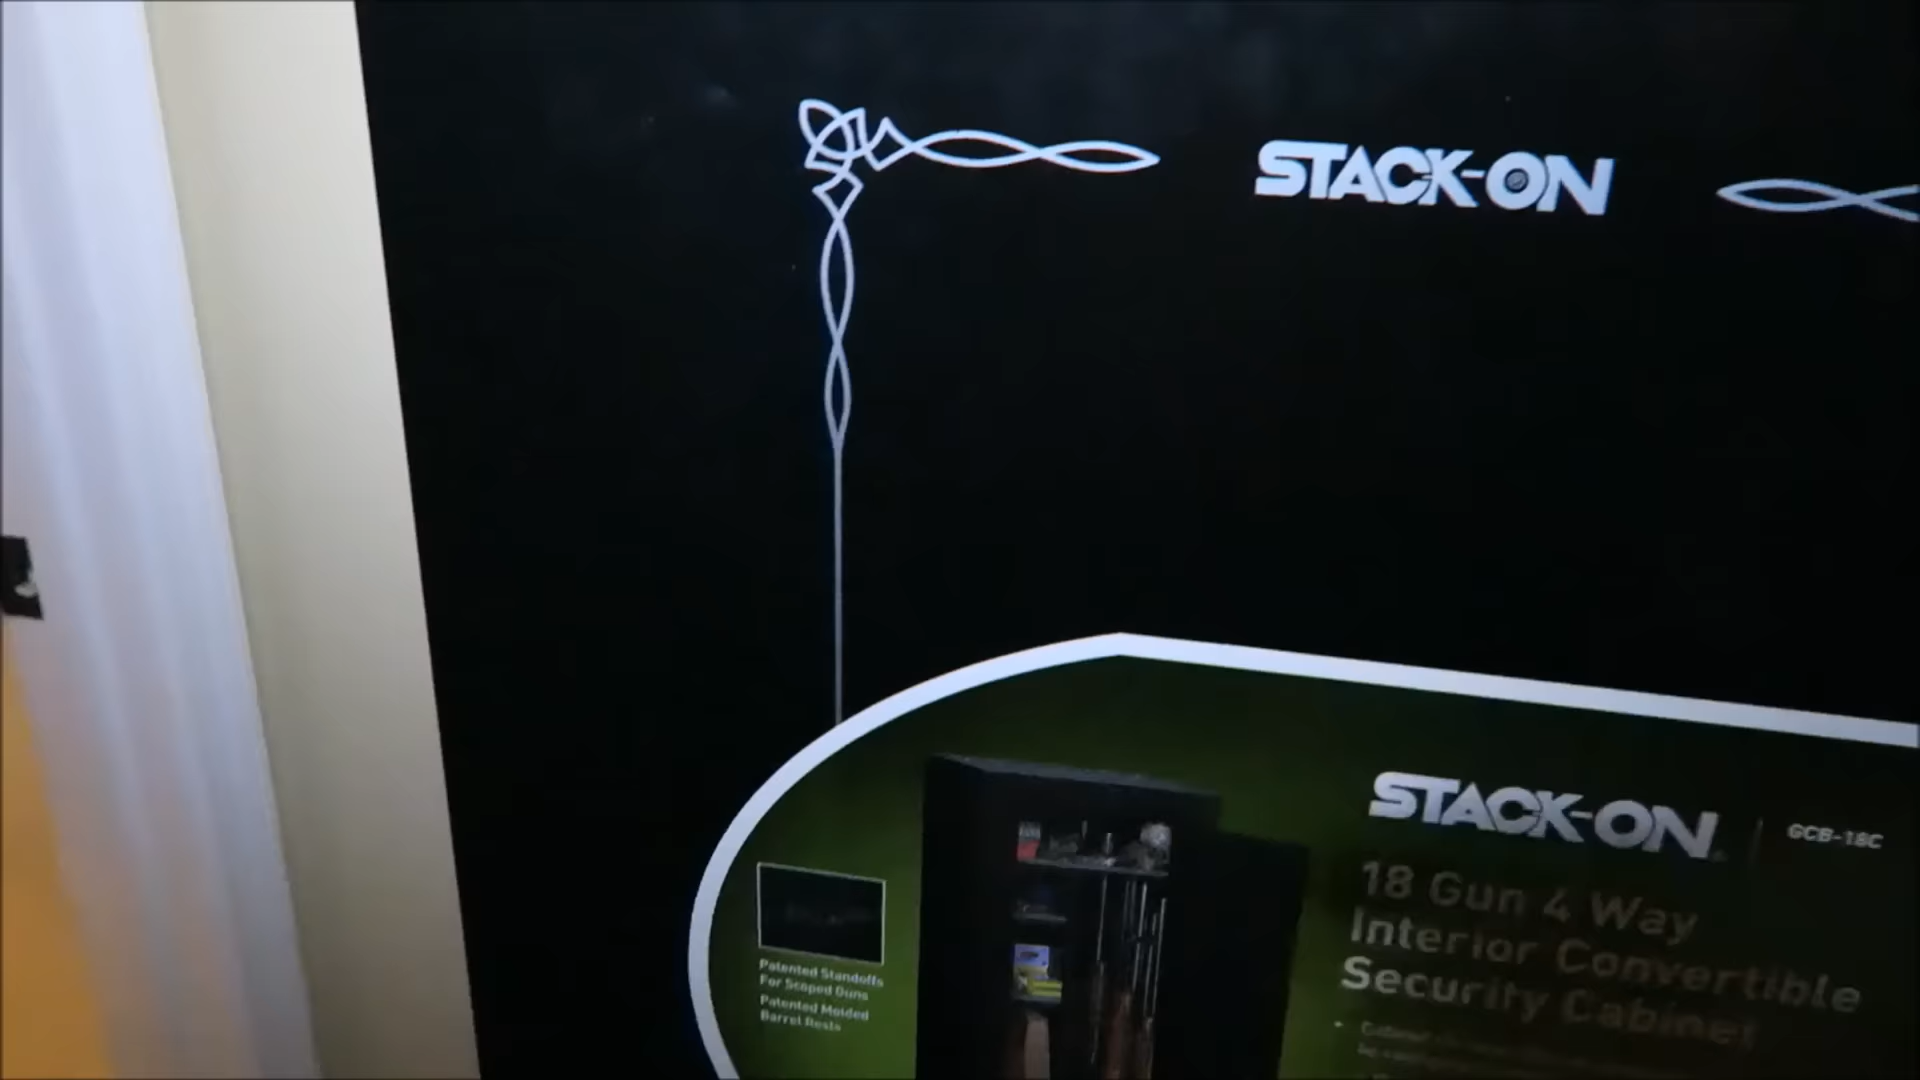 STACK-ON
STACK-ON
GCB-18C
18 Gun 4 Way
Interior Convertible
Security Cabinet
Patented Standoffs
For Scoped Guns
Patented Molded
Barrel Rests